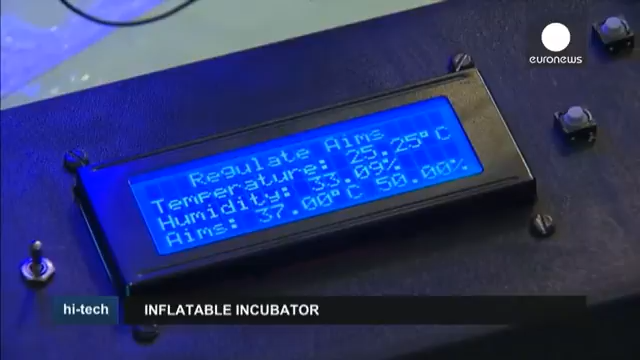 euronews
Regulate Aims
Temperature: 25.25°C
Humidity: 33.09%
Aims: 37.00°C 50.00%
hi-tech
INFLATABLE INCUBATOR